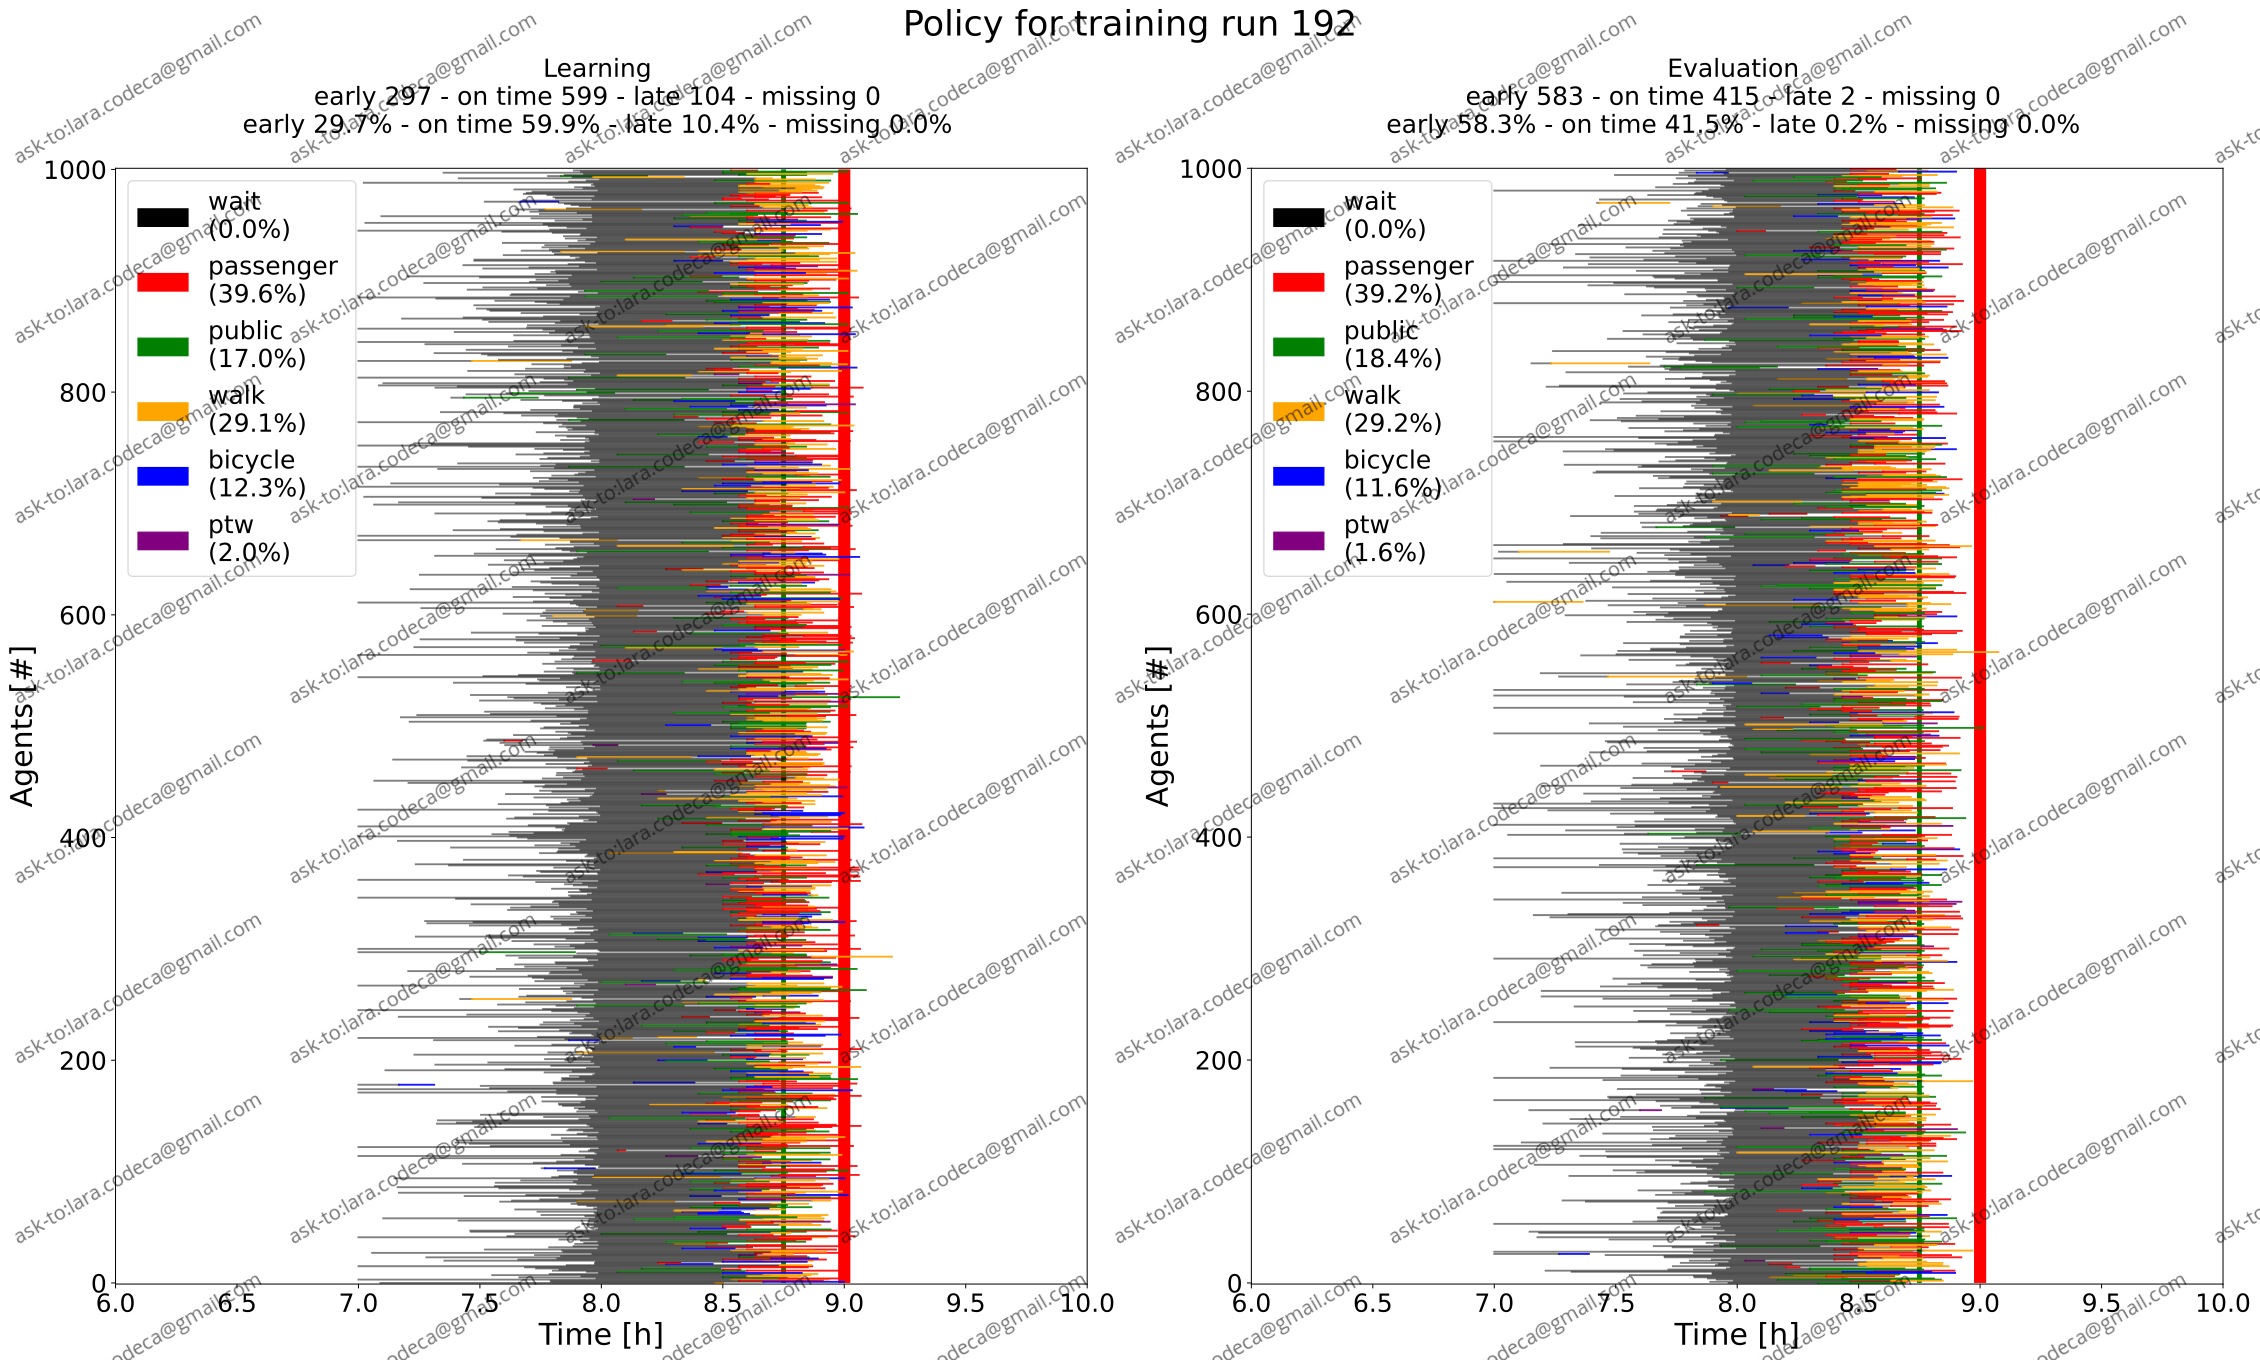 Policy for training run 192
Learning
early 297 - on time 599 - late 104 - missing 0
early 29.7% - on time 59.9% - late 10.4% - missing 0.0%
Evaluation
early 583 - on time 415 - late 2 - missing 0
early 58.3% - on time 41.5% - late 0.2% - missing 0.0%
Agents [#]
1000
800
600
400
200
0
wait
(0.0%)
passenger
(39.6%)
public
(17.0%)
walk
(29.1%)
bicycle
(12.3%)
ptw
(2.0%)
6.0 6.5 7.0 7.5 8.0 8.5 9.0 9.5 10.0
Time [h]
Agents [#]
1000
800
600
400
200
0
wait
(0.0%)
passenger
(39.2%)
public
(18.4%)
walk
(29.2%)
bicycle
(11.6%)
ptw
(1.6%)
6.0 6.5 7.0 7.5 8.0 8.5 9.0 9.5 10.0
Time [h]
ask-to:lara.codeca@gmail.com